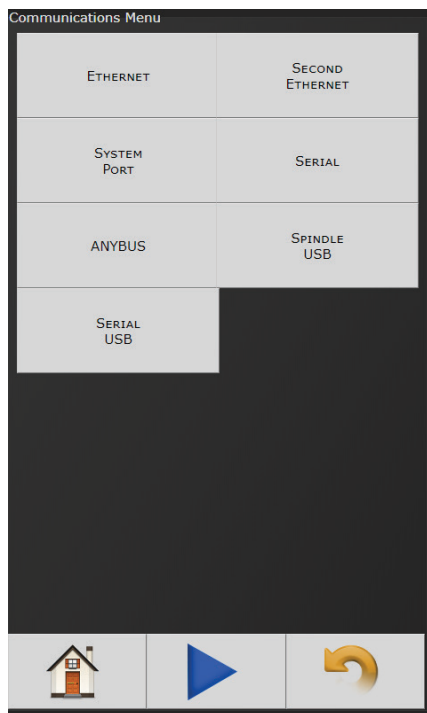 Communications Menu
Ethernet
Second
Ethernet
System
Port
Serial
ANYBUS
Spindle
USB
Serial
USB